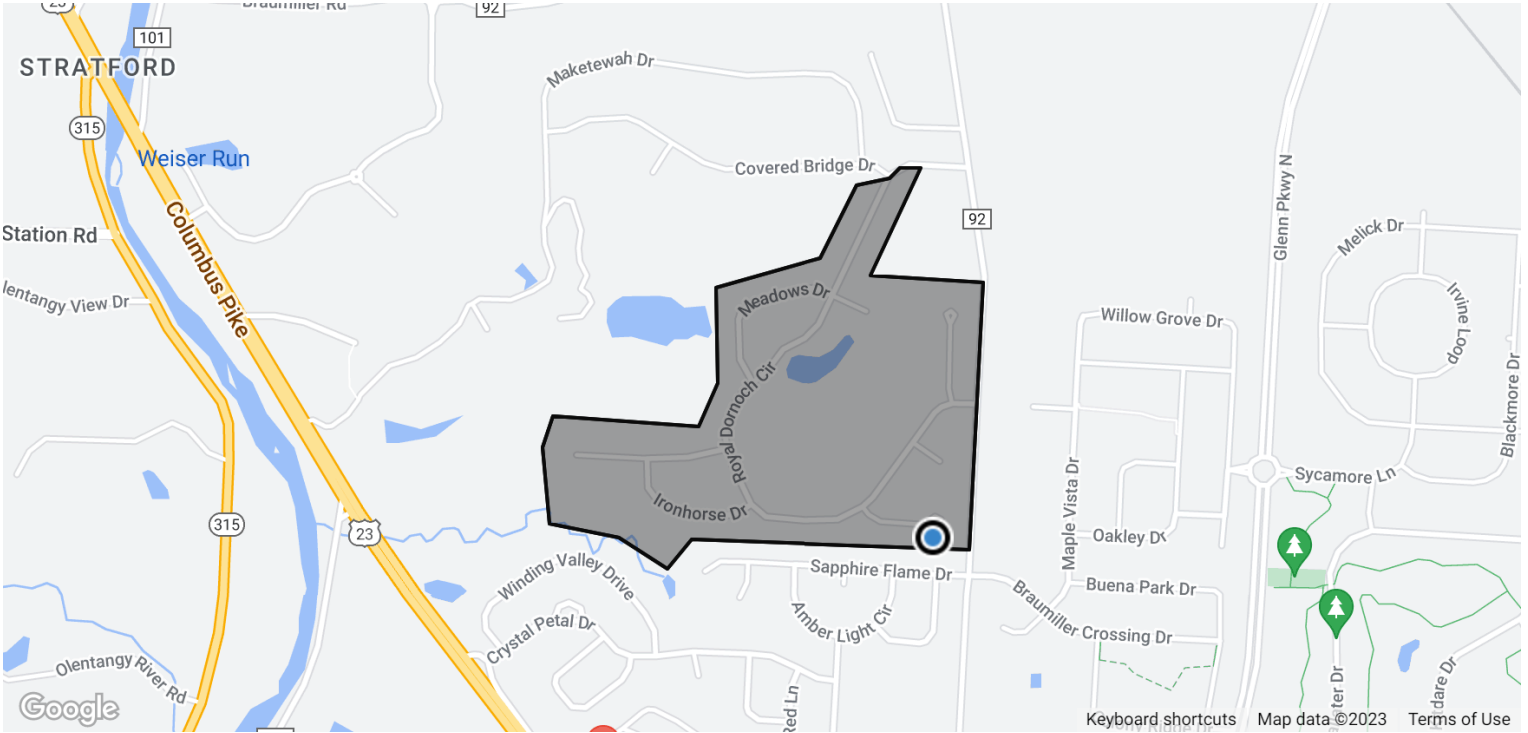 23
Braumiller Rd
92
101
STRATFORD
Maketewah Dr
315
Weiser Run
Covered Bridge Dr
Glenn Pkwy N
92
Station Rd
Columbus Pike
Melick Dr
lentangy View Dr
Meadows Dr
Irvine Loop
Willow Grove Dr
Royal Dornoch Cir
Blackmore Dr
Sycamore Ln
Maple Vista Dr
Ironhorse Dr
315
23
Oakley Dr
Sapphire Flame Dr
Winding Valley Drive
Buena Park Dr
Amber Light Cir
Braumiller Crossing Dr
Crystal Petal Dr
Olentangy River Rd
Red Ln
Google
Keyboard shortcuts
Map data ©2023
Terms of Use